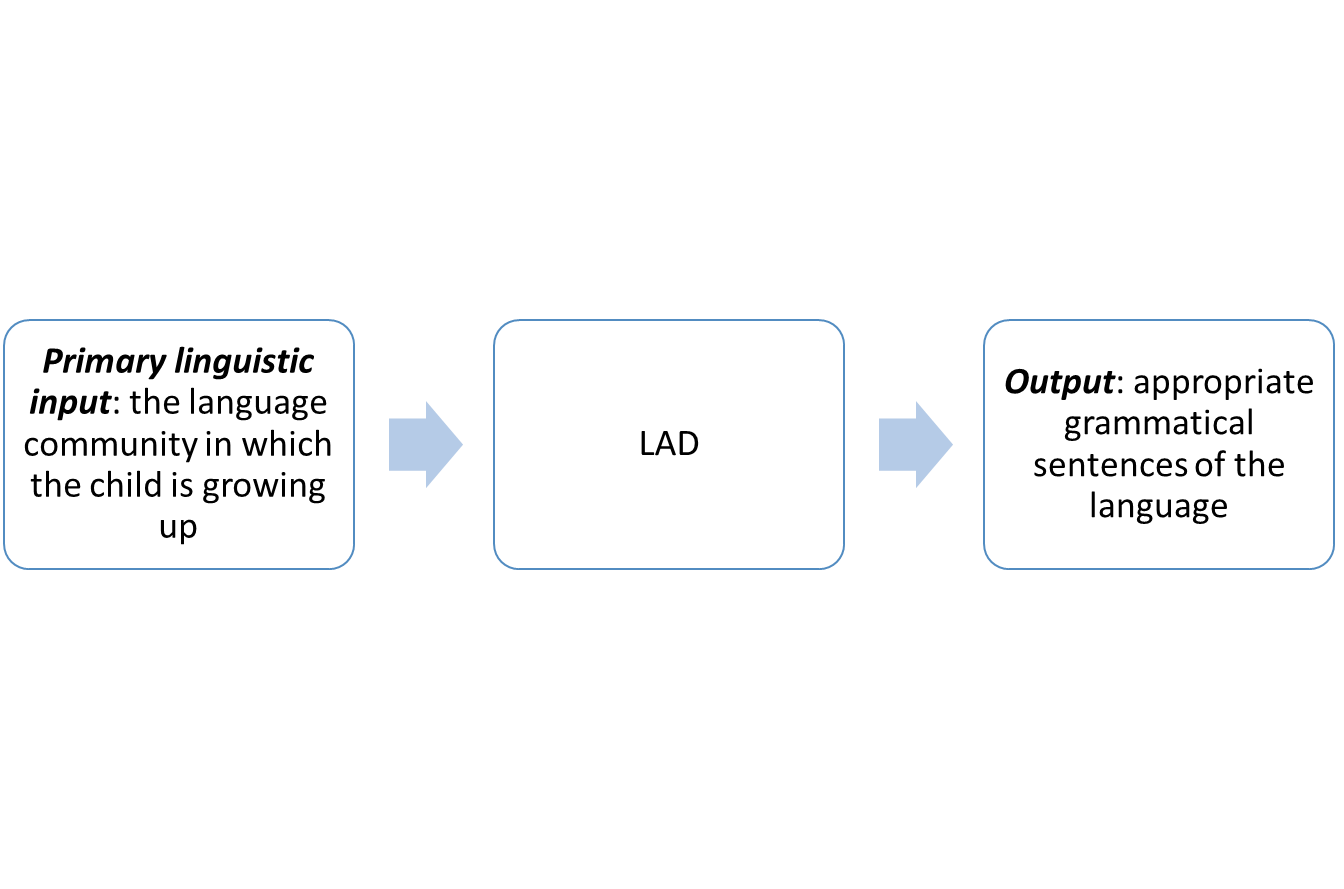 Primary linguistic
input: the language
community in which
the child is growing
up
LAD
Output: appropriate
grammatical
sentences of the
language